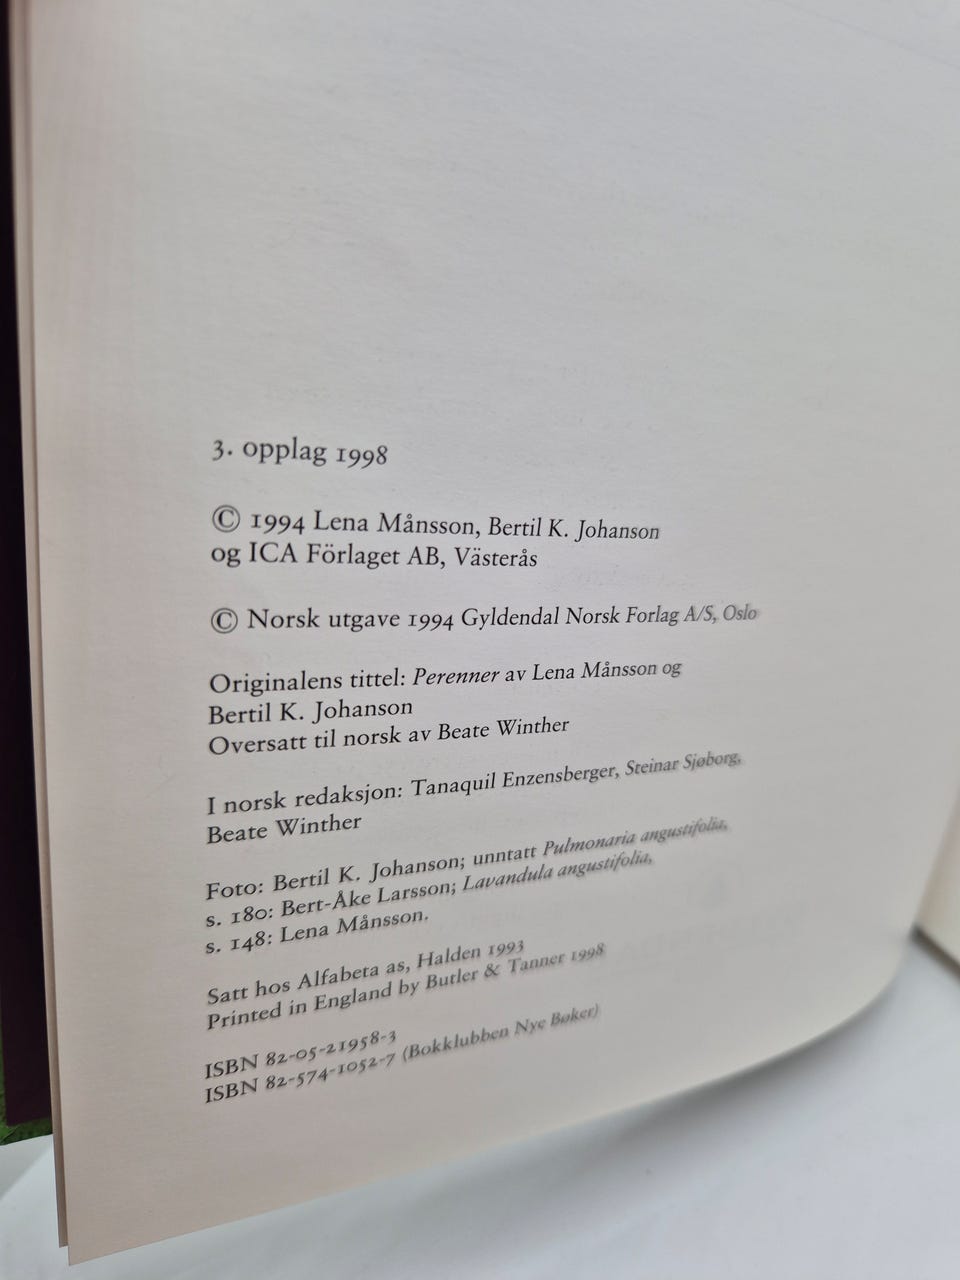 3. opplag 1998
© 1994 Lena Månsson, Bertil K. Johanson
og ICA Förlaget AB, Västerås
© Norsk utgave 1994 Gyldendal Norsk Forlag A/S, Oslo
Originalens tittel: Perenner av Lena Månsson og
Bertil K. Johanson
Oversatt til norsk av Beate Winther
I norsk redaksjon: Tanaquil Enzensberger, Steinar Sjøborg,
Beate Winther
Foto: Bertil K. Johanson; unntatt Pulmonaria angustifolia,
s. 180: Bert-Åke Larsson; Lavandula angustifolia,
s. 148: Lena Månsson.
Satt hos Alfabeta as, Halden 1993
Printed in England by Butler & Tanner 1998
ISBN 82-05-21958-3
ISBN 82-574-1052-7 (Bokklubben Nye Bøker)